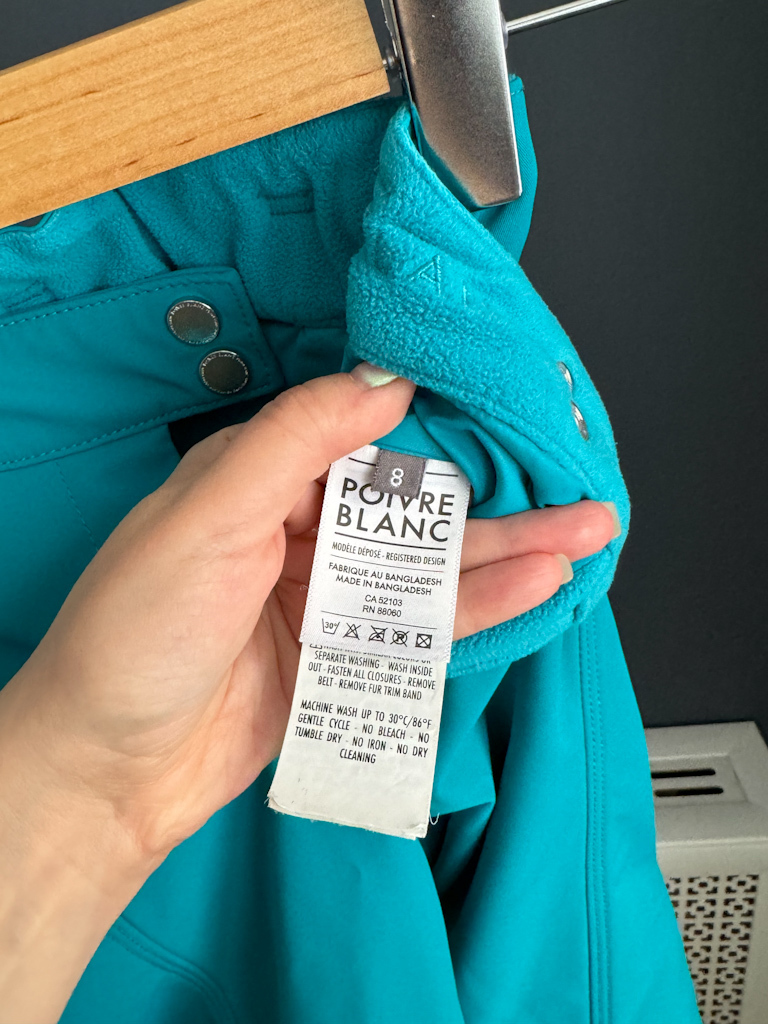 8
POIVRE
BLANC
MODÈLE DÉPOSÉ - REGISTERED DESIGN
FABRIQUE AU BANGLADESH
MADE IN BANGLADESH
CA 52103
RN 88060
30°
SEPARATE WASHING - WASH INSIDE
OUT - FASTEN ALL CLOSURES - REMOVE
BELT - REMOVE FUR TRIM BAND
MACHINE WASH UP TO 30°C/86°F
GENTLE CYCLE - NO BLEACH - NO
TUMBLE DRY - NO IRON - NO DRY
CLEANING